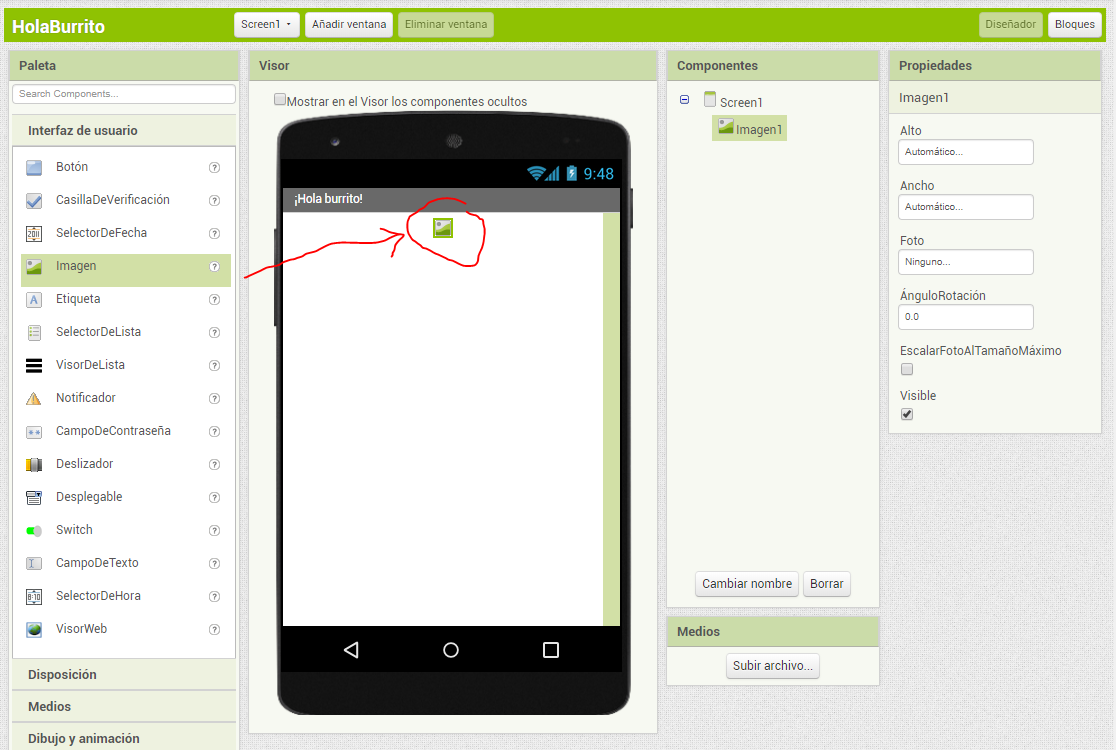 HolaBurrito
Screen1
Añadir ventana
Eliminar ventana
Diseñador
Bloques
Paleta
Search Components...
Interfaz de usuario
Botón
CasillaDeVerificación
SelectorDeFecha
Imagen
Etiqueta
SelectorDeLista
VisorDeLista
Notificador
CampoDeContraseña
Deslizador
Desplegable
Switch
CampoDeTexto
SelectorDeHora
VisorWeb
Disposición
Medios
Dibujo y animación
Visor
Mostrar en el Visor los componentes ocultos
9:48
¡Hola burrito!
Componentes
Screen1
Imagen1
Cambiar nombre
Borrar
Medios
Subir archivo...
Propiedades
Imagen1
Alto
Automático...
Ancho
Automático...
Foto
Ninguno...
ÁnguloRotación
0.0
EscalarFotoAlTamañoMáximo
Visible